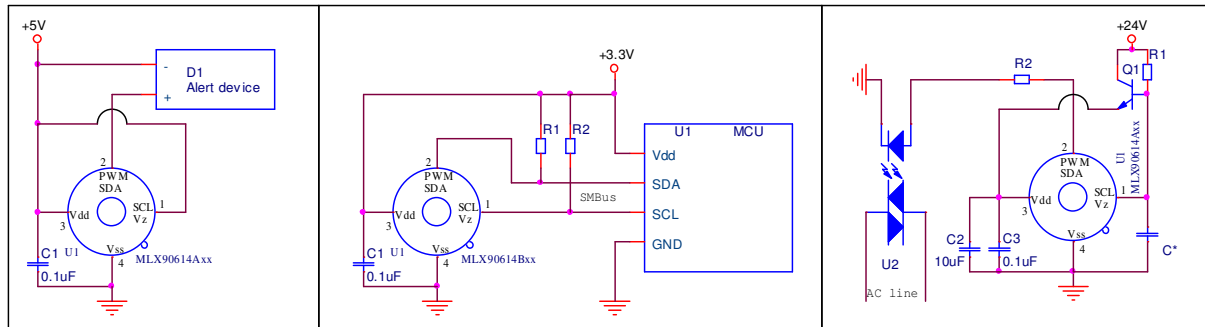 +5V
-
D1
Alert device
+
2
PWM
SDA
SCL
1
Vz
Vdd
3
Vss
4
C1
U1
0.1uF
MLX90614Axx
+3.3V
R1
R2
U1
MCU
Vdd
SDA
SMBus
SCL
GND
2
PWM
SDA
SCL
1
Vz
Vdd
3
Vss
4
C1
U1
0.1uF
MLX90614Bxx
+24V
R1
Q1
R2
U1
MLX90614Axx
2
PWM
SDA
SCL
1
Vz
Vdd
3
Vss
4
C2
10uF
C3
0.1uF
C*
U2
AC line